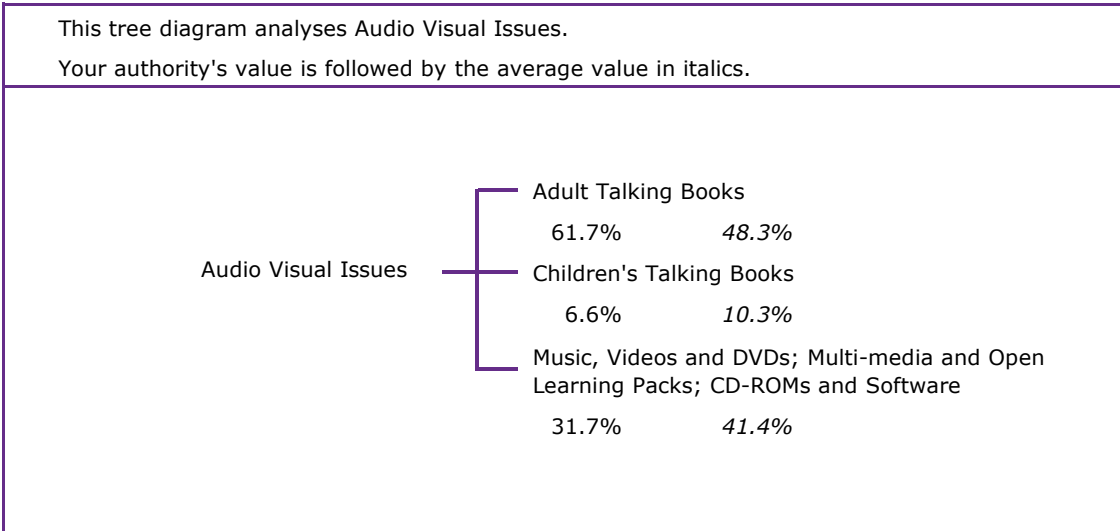 This tree diagram analyses Audio Visual Issues.
Your authority's value is followed by the average value in italics.
Adult Talking Books
61.7% 48.3%
Audio Visual Issues
Children's Talking Books
6.6% 10.3%
Music, Videos and DVDs; Multi-media and Open
Learning Packs; CD-ROMs and Software
31.7% 41.4%